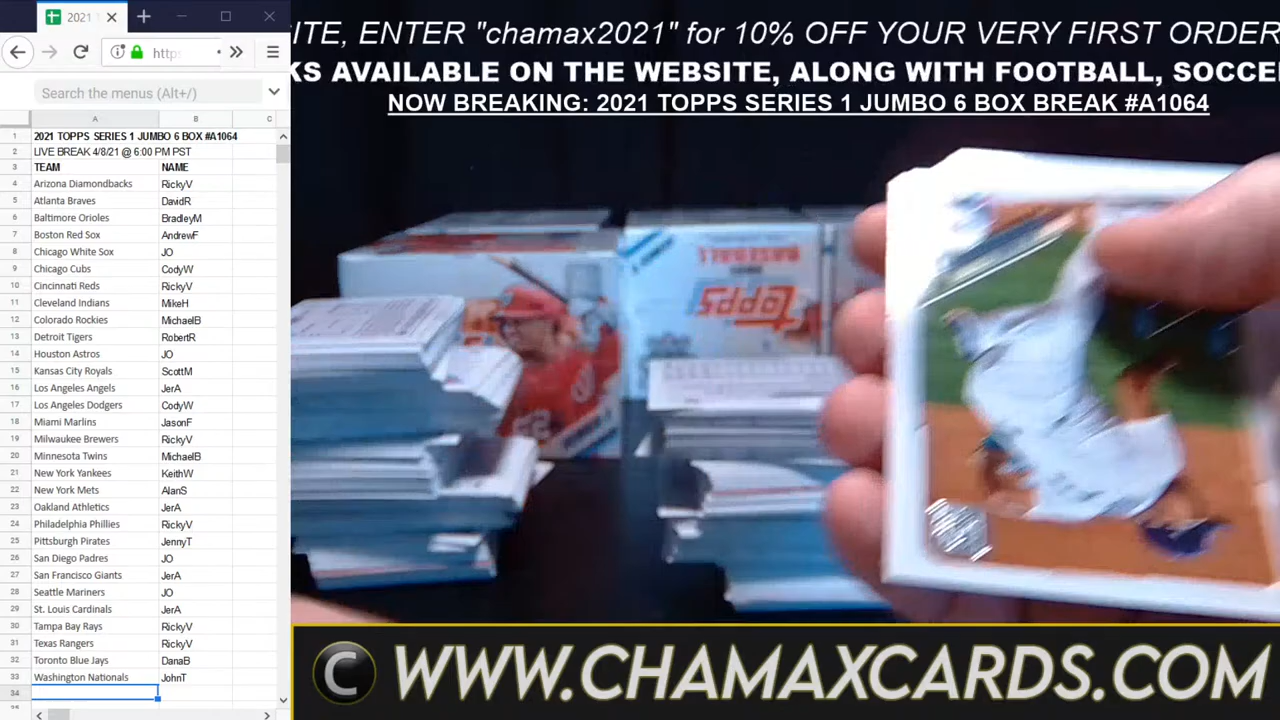 2021 T
https:
Search the menus (Alt+/)
A B C
1 2021 TOPPS SERIES 1 JUMBO 6 BOX #A1064
2 LIVE BREAK 4/8/21 @ 6:00 PM PST
3 TEAM NAME
4 Arizona Diamondbacks RickyV
5 Atlanta Braves DavidR
6 Baltimore Orioles BradleyM
7 Boston Red Sox AndrewF
8 Chicago White Sox JO
9 Chicago Cubs CodyW
10 Cincinnati Reds RickyV
11 Cleveland Indians MikeH
12 Colorado Rockies MichaelB
13 Detroit Tigers RobertR
14 Houston Astros JO
15 Kansas City Royals ScottM
16 Los Angeles Angels JerA
17 Los Angeles Dodgers CodyW
18 Miami Marlins JasonF
19 Milwaukee Brewers RickyV
20 Minnesota Twins MichaelB
21 New York Yankees KeithW
22 New York Mets AlanS
23 Oakland Athletics JerA
24 Philadelphia Phillies RickyV
25 Pittsburgh Pirates JennyT
26 San Diego Padres JO
27 San Francisco Giants JerA
28 Seattle Mariners JO
29 St. Louis Cardinals JerA
30 Tampa Bay Rays RickyV
31 Texas Rangers RickyV
32 Toronto Blue Jays DanaB
33 Washington Nationals JohnT
34
ITE, ENTER "chamax2021" for 10% OFF YOUR VERY FIRST ORDER
KS AVAILABLE ON THE WEBSITE, ALONG WITH FOOTBALL, SOCCE
NOW BREAKING: 2021 TOPPS SERIES 1 JUMBO 6 BOX BREAK #A1064
BASEBALL
topps
C WWW.CHAMAXCARDS.COM